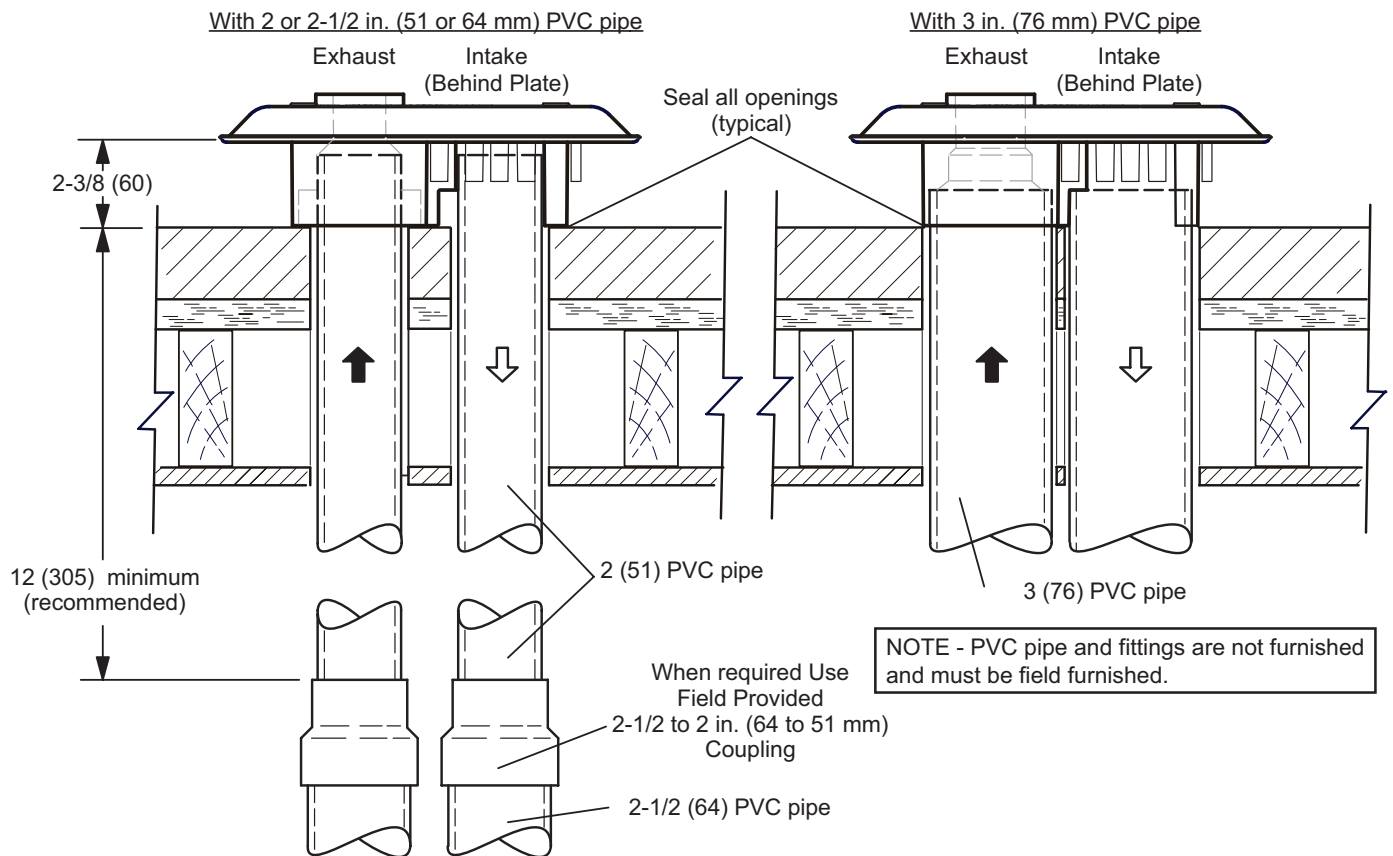 With 2 or 2-1/2 in. (51 or 64 mm) PVC pipe
Exhaust
Intake
(Behind Plate)
With 3 in. (76 mm) PVC pipe
Exhaust
Intake
(Behind Plate)
Seal all openings
(typical)
2-3/8 (60)
12 (305) minimum
(recommended)
2 (51) PVC pipe
3 (76) PVC pipe
NOTE - PVC pipe and fittings are not furnished
and must be field furnished.
When required Use
Field Provided
2-1/2 to 2 in. (64 to 51 mm)
Coupling
2-1/2 (64) PVC pipe